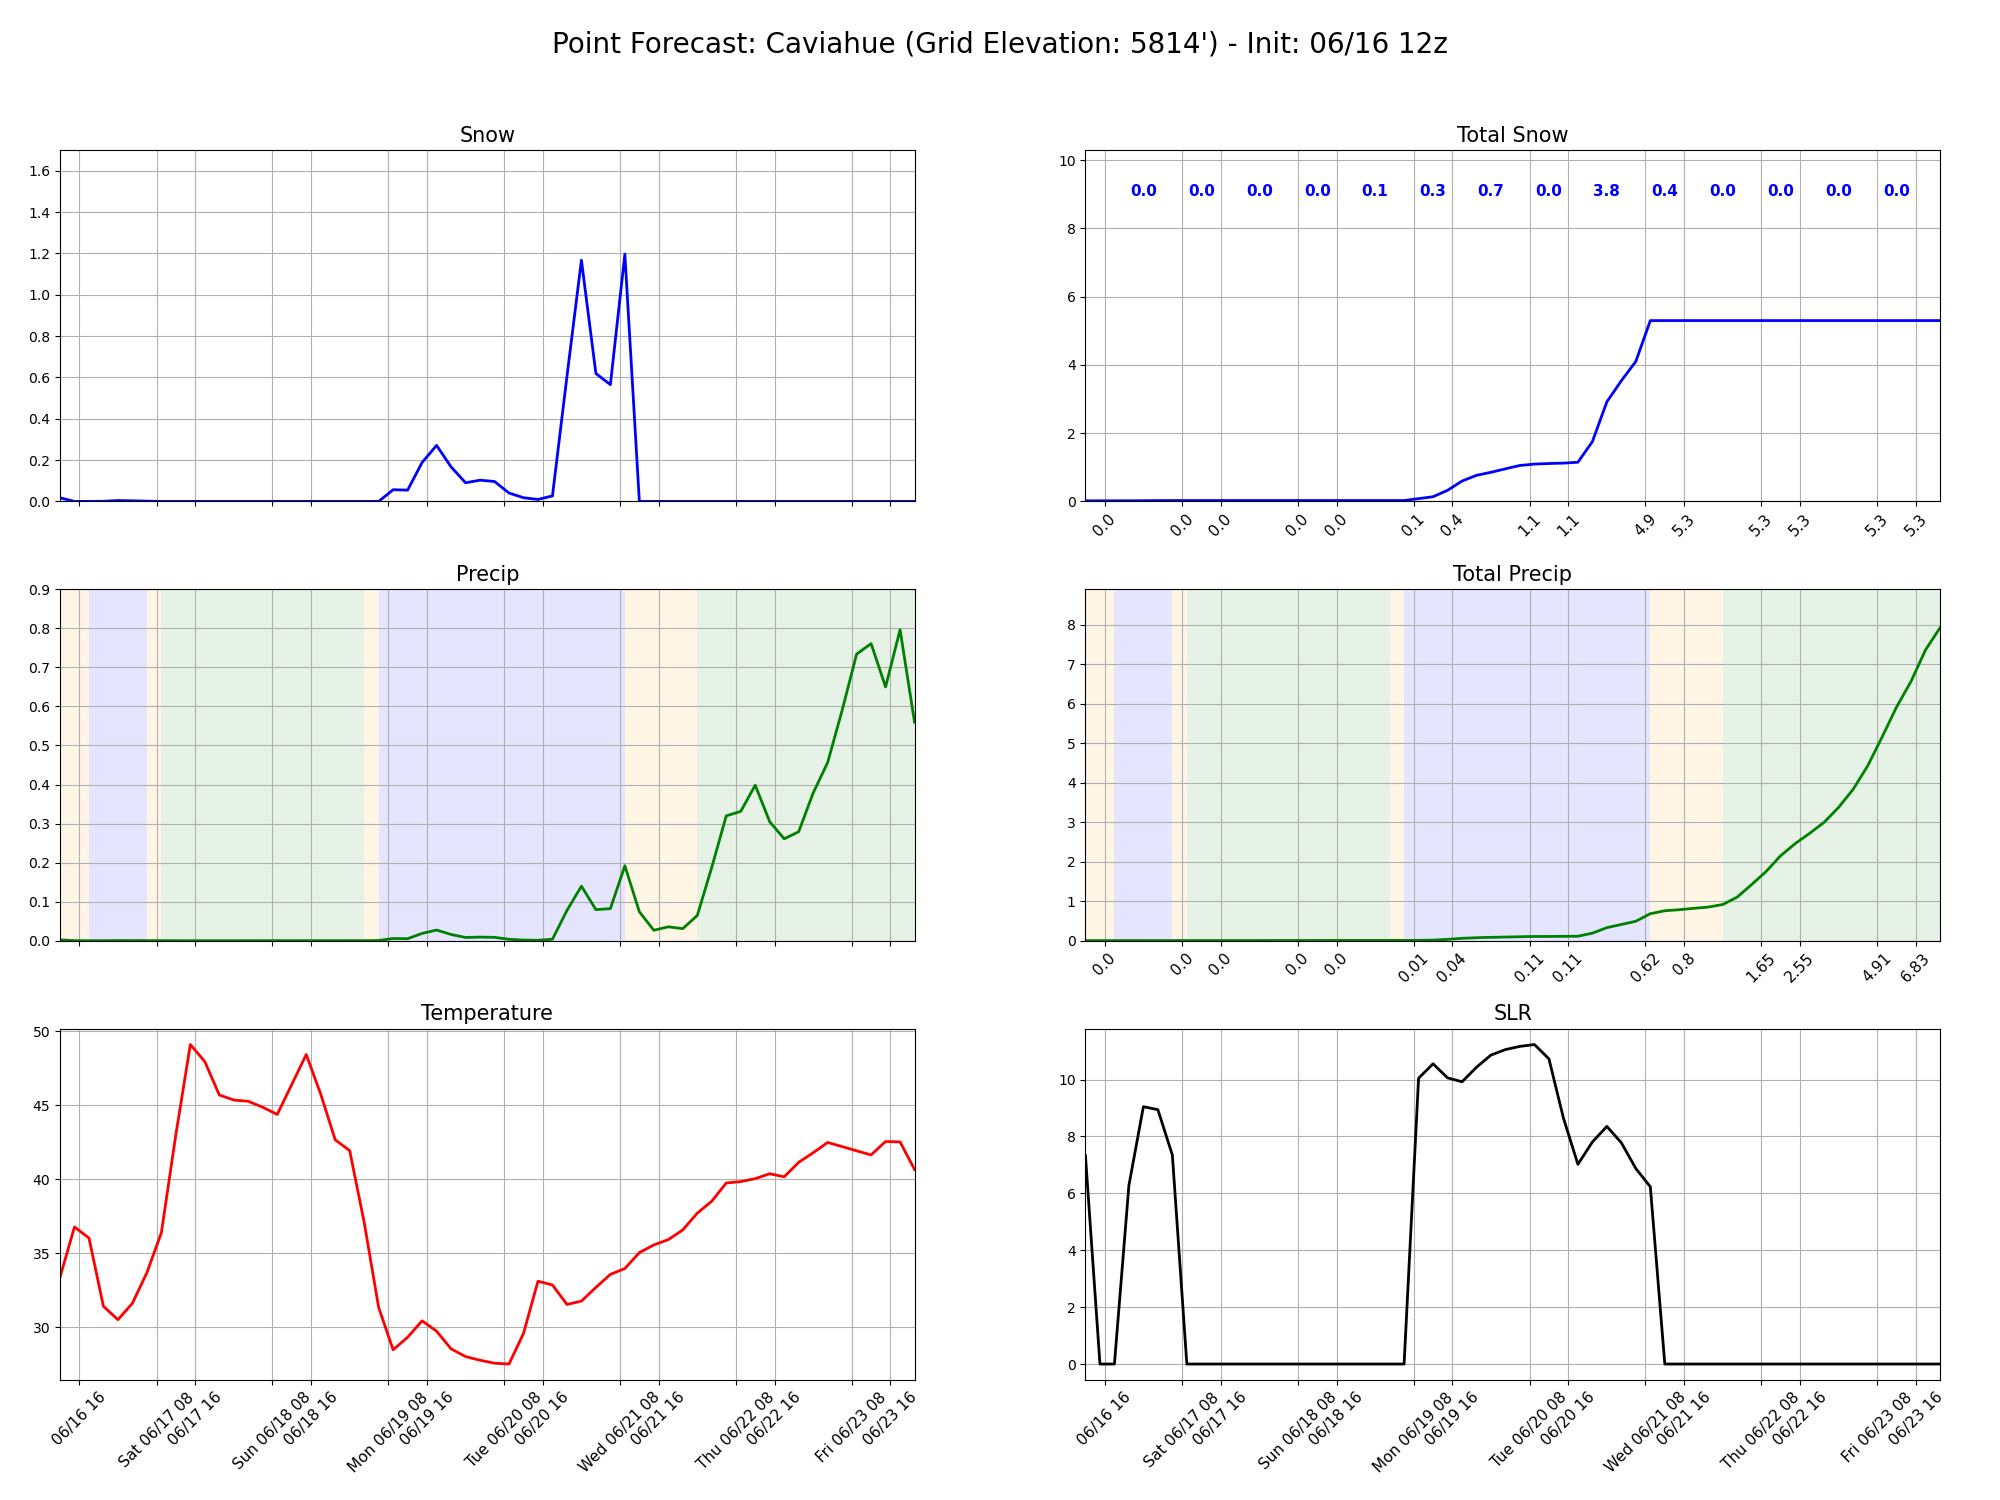 Point Forecast: Caviahue (Grid Elevation: 5814') - Init: 06/16 12z
Snow
1.6
1.4
1.2
1.0
0.8
0.6
0.4
0.2
0.0
Total Snow
10
8
6
4
2
0
0.0 0.0 0.0 0.0 0.1 0.3 0.7 0.0 3.8 0.4 0.0 0.0 0.0 0.0
0.0 0.0 0.0 0.0 0.0 0.1 0.4 1.1 1.1 4.9 5.3 5.3 5.3 5.3 5.3
Precip
0.9
0.8
0.7
0.6
0.5
0.4
0.3
0.2
0.1
0.0
Total Precip
8
7
6
5
4
3
2
1
0
0.0 0.0 0.0 0.0 0.0 0.01 0.04 0.11 0.11 0.62 0.8 1.65 2.55 4.91 6.83
Temperature
50
45
40
35
30
06/16 16
Sat 06/17 08
06/17 16
Sun 06/18 08
06/18 16
Mon 06/19 08
06/19 16
Tue 06/20 08
06/20 16
Wed 06/21 08
06/21 16
Thu 06/22 08
06/22 16
Fri 06/23 08
06/23 16
SLR
10
8
6
4
2
0
06/16 16
Sat 06/17 08
06/17 16
Sun 06/18 08
06/18 16
Mon 06/19 08
06/19 16
Tue 06/20 08
06/20 16
Wed 06/21 08
06/21 16
Thu 06/22 08
06/22 16
Fri 06/23 08
06/23 16